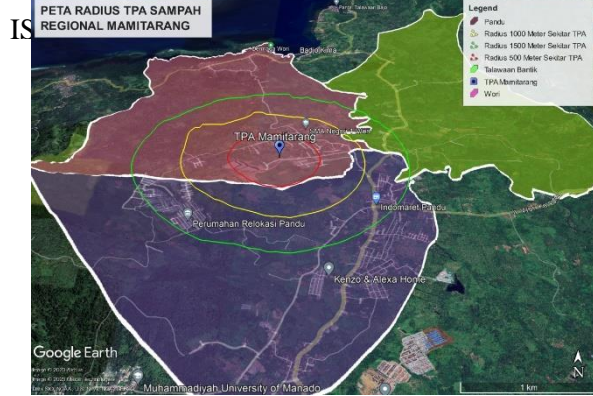 PETA RADIUS TPA SAMPAH
REGIONAL MAMITARANG
IS
Legend
Pandu
Radius 1000 Meter Sekitar TPA
Radius 1500 Meter Sekitar TPA
Radius 500 Meter Sekitar TPA
Talawaan Bantik
TPA Mamitarang
Wori
TPA Mamitarang
Indomaret Pandu
Perumahan Relokasi Pandu
Kenzo & Alexa Home
Google Earth
Muhammadiyah University of Manado
N
1 km